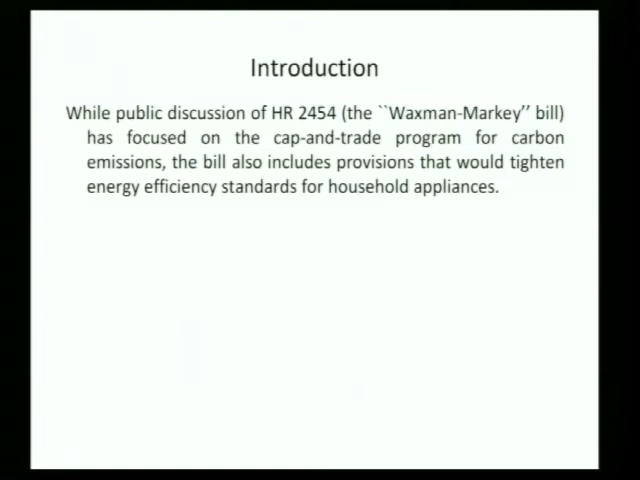 Introduction
While public discussion of HR 2454 (the ``Waxman-Markey’’ bill)
has focused on the cap-and-trade program for carbon
emissions, the bill also includes provisions that would tighten
energy efficiency standards for household appliances.